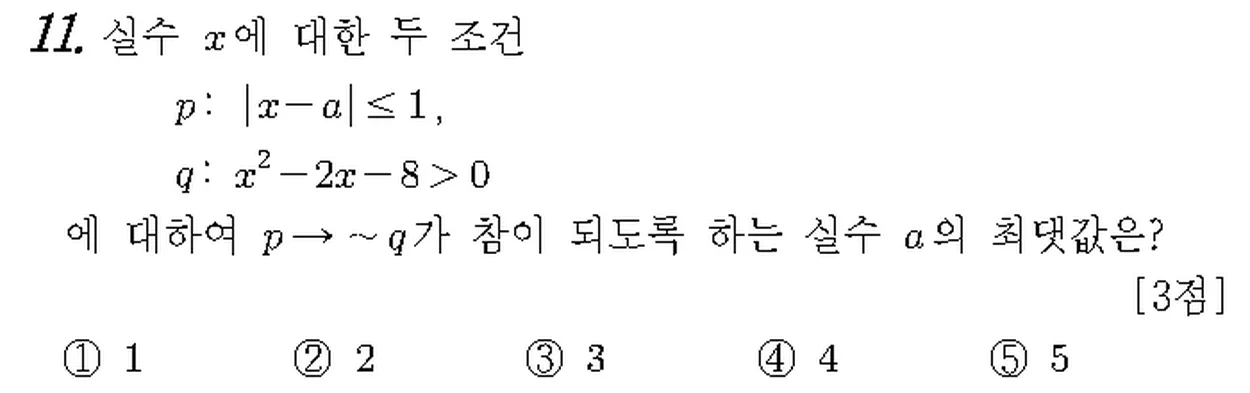 11. 실수 x에 대한 두 조건
p: |x-a| ≤ 1,
q: x²-2x-8 > 0
에 대하여 p → ~q가 참이 되도록 하는 실수 a의 최댓값은?
[3점]
① 1 ② 2 ③ 3 ④ 4 ⑤ 5